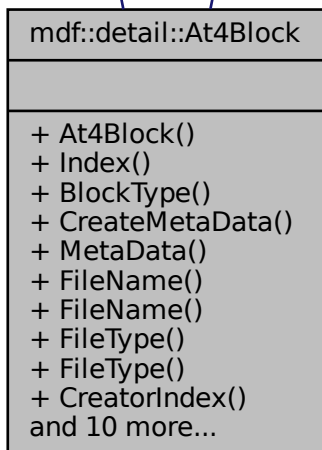 mdf::detail::At4Block
+ At4Block()
+ Index()
+ BlockType()
+ CreateMetaData()
+ MetaData()
+ FileName()
+ FileName()
+ FileType()
+ FileType()
+ CreatorIndex()
and 10 more...